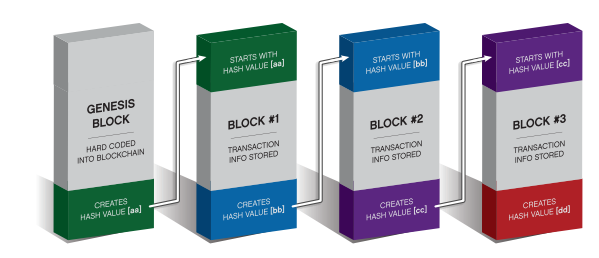 GENESIS
BLOCK
HARD CODED
INTO BLOCKCHAIN
CREATES
HASH VALUE [aa]
STARTS WITH
HASH VALUE [aa]
BLOCK #1
TRANSACTION
INFO STORED
CREATES
HASH VALUE [bb]
STARTS WITH
HASH VALUE [bb]
BLOCK #2
TRANSACTION
INFO STORED
CREATES
HASH VALUE [cc]
STARTS WITH
HASH VALUE [cc]
BLOCK #3
TRANSACTION
INFO STORED
CREATES
HASH VALUE [dd]